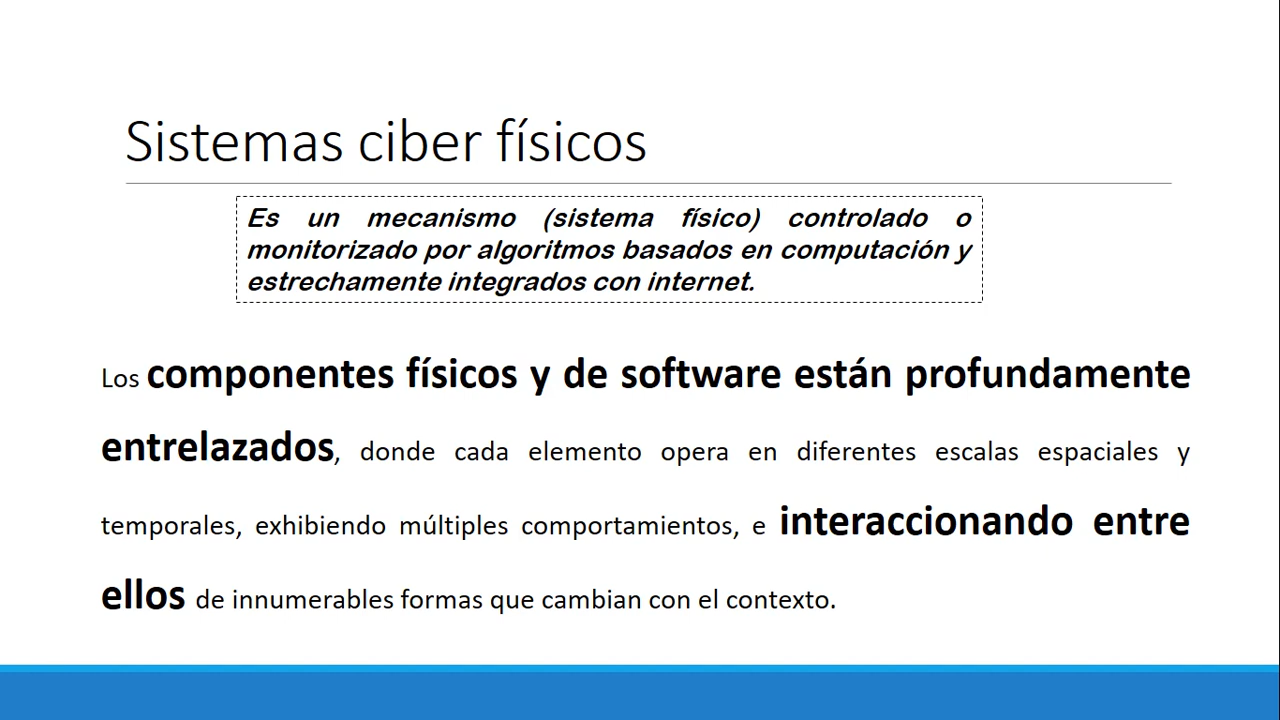 Sistemas ciber físicos
Es un mecanismo (sistema físico) controlado o
monitorizado por algoritmos basados en computación y
estrechamente integrados con internet.
Los componentes físicos y de software están profundamente
entrelazados, donde cada elemento opera en diferentes escalas espaciales y
temporales, exhibiendo múltiples comportamientos, e interaccionando entre
ellos de innumerables formas que cambian con el contexto.